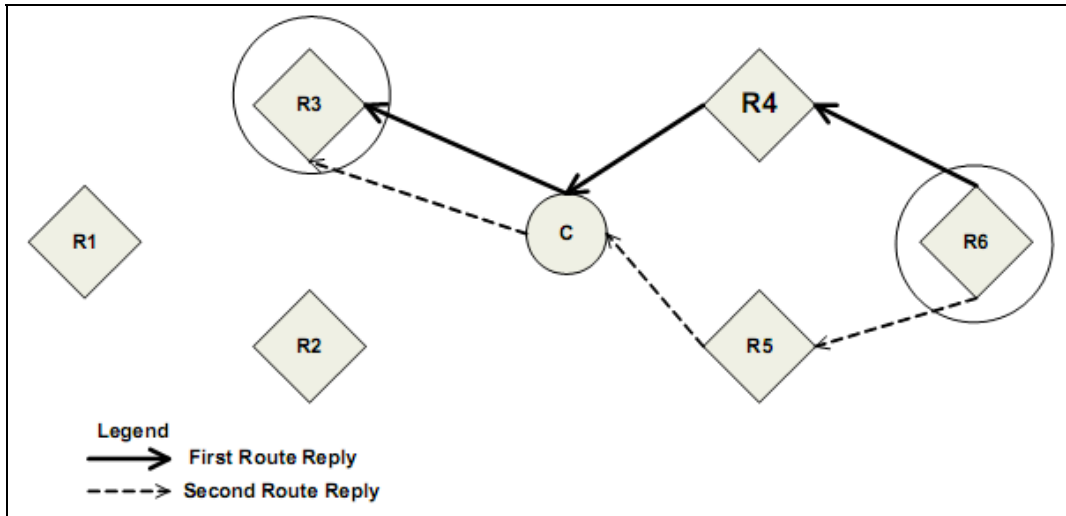 R3
R4
R1
C
R6
R2
R5
Legend
First Route Reply
Second Route Reply